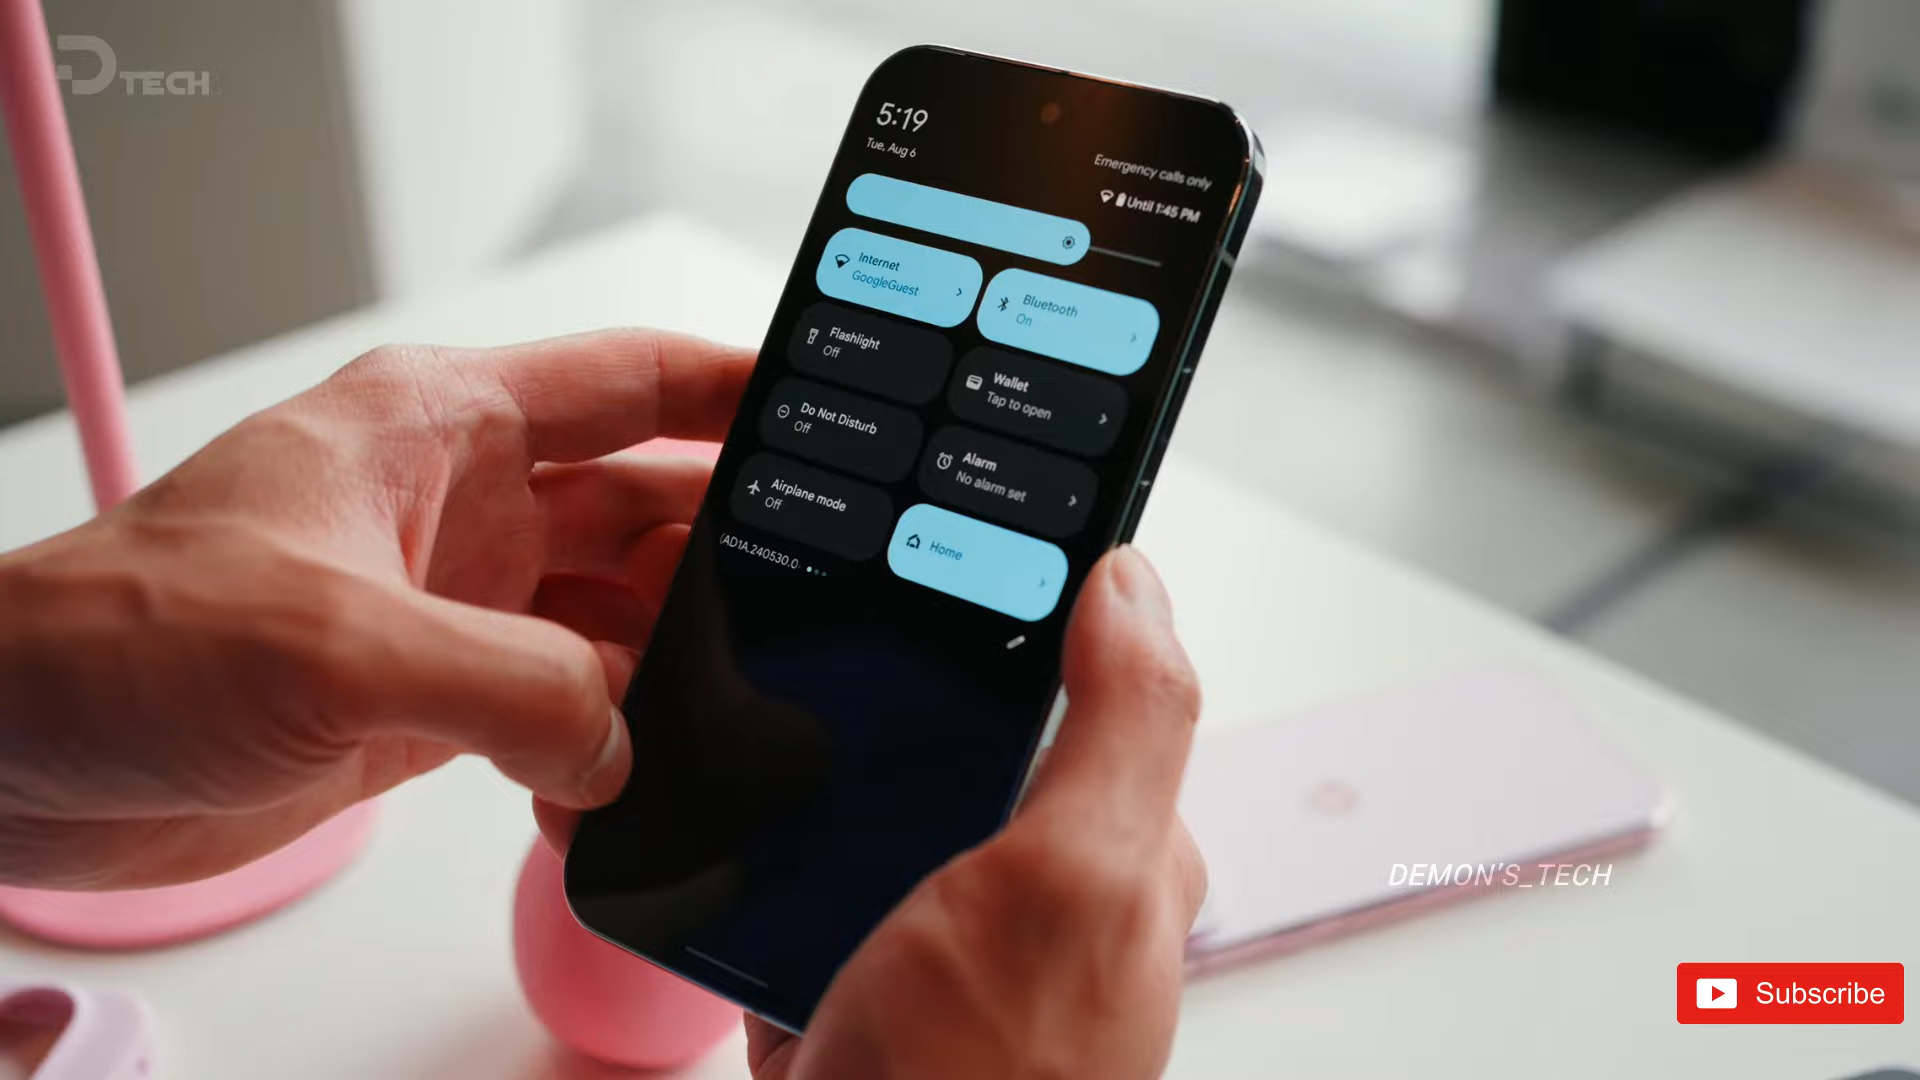 D TECH
5:19
Tue, Aug 6
Emergency calls only
Until 1:45 PM
Internet
GoogleGuest
Bluetooth
On
Flashlight
Off
Wallet
Tap to open
Do Not Disturb
Off
Alarm
No alarm set
Airplane mode
Off
Home
(AD1A.240530.0
DEMON'S_TECH
Subscribe